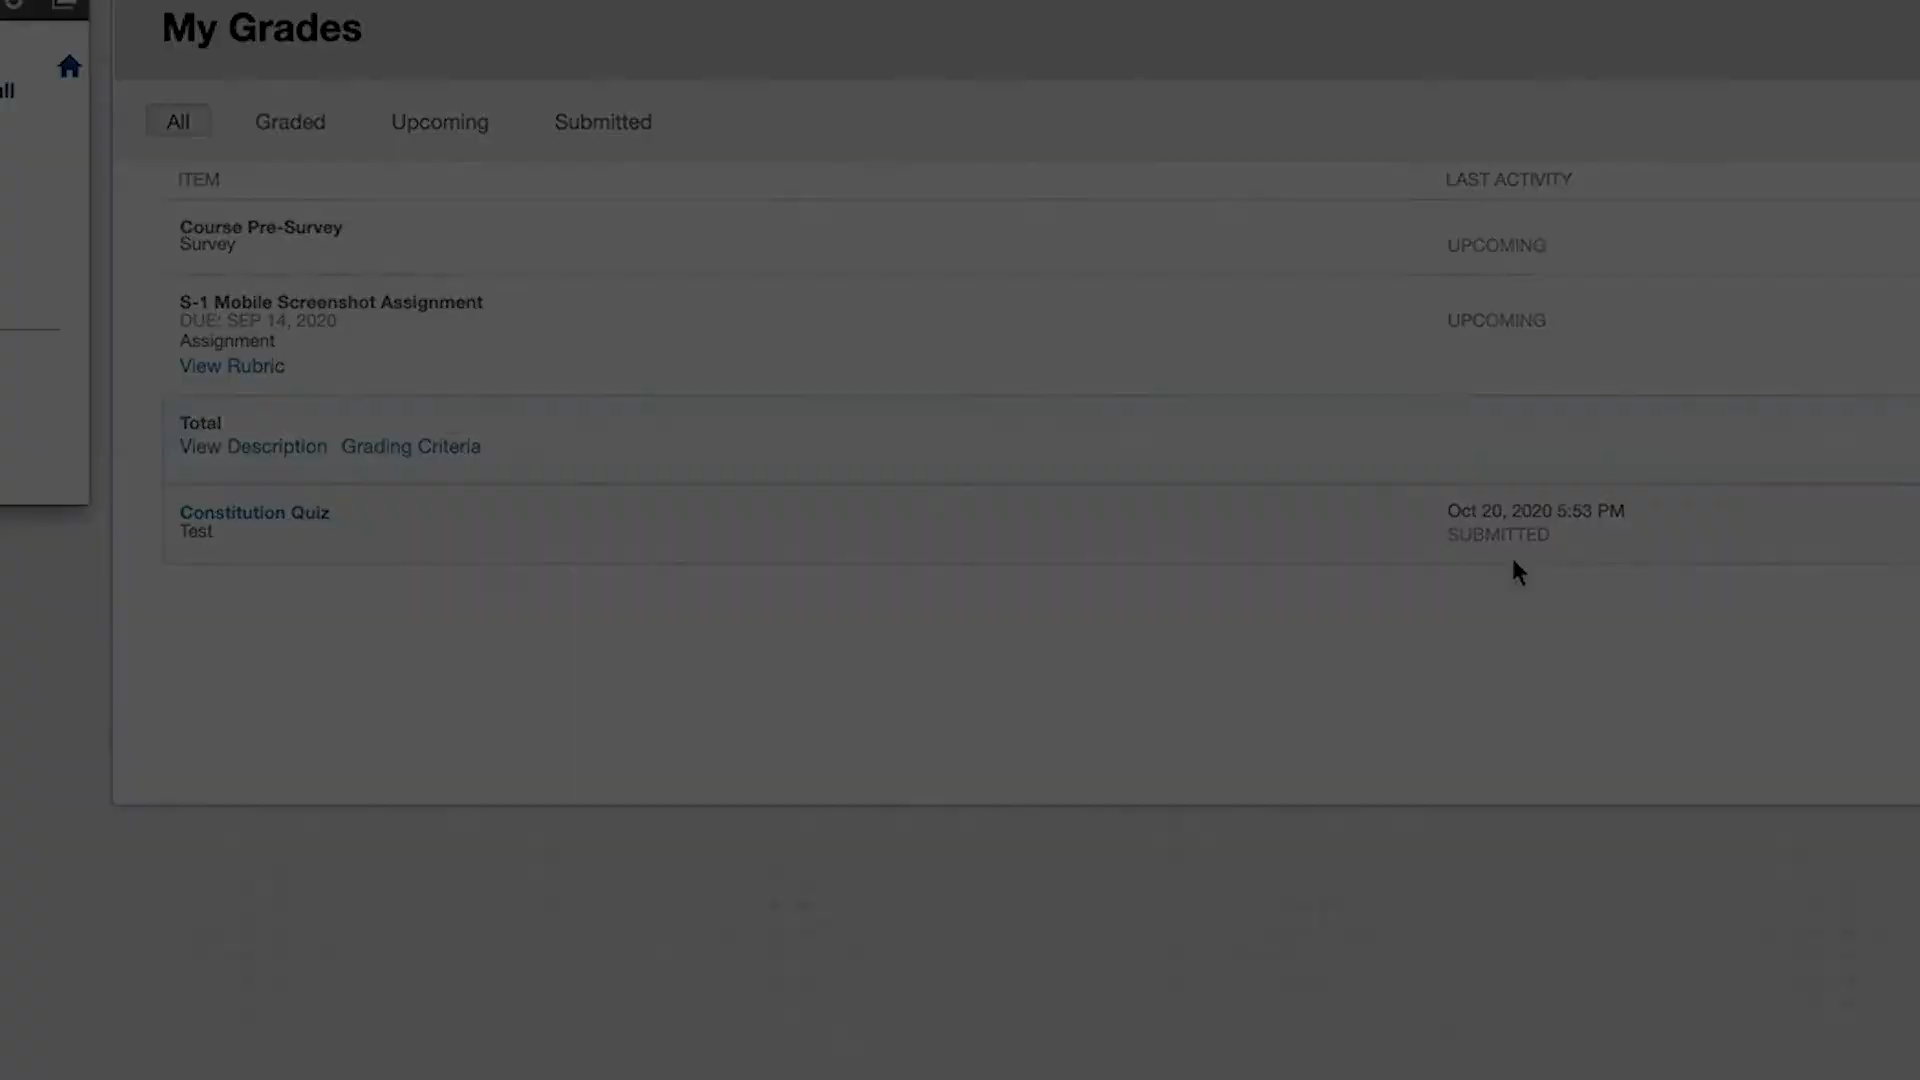 My Grades
All Graded Upcoming Submitted
ITEM LAST ACTIVITY
Course Pre-Survey
Survey
UPCOMING
S-1 Mobile Screenshot Assignment
DUE: SEP 14, 2020
UPCOMING
Assignment
View Rubric
Total
View Description Grading Criteria
Constitution Quiz
Test
Oct 20, 2020 5:53 PM
SUBMITTED